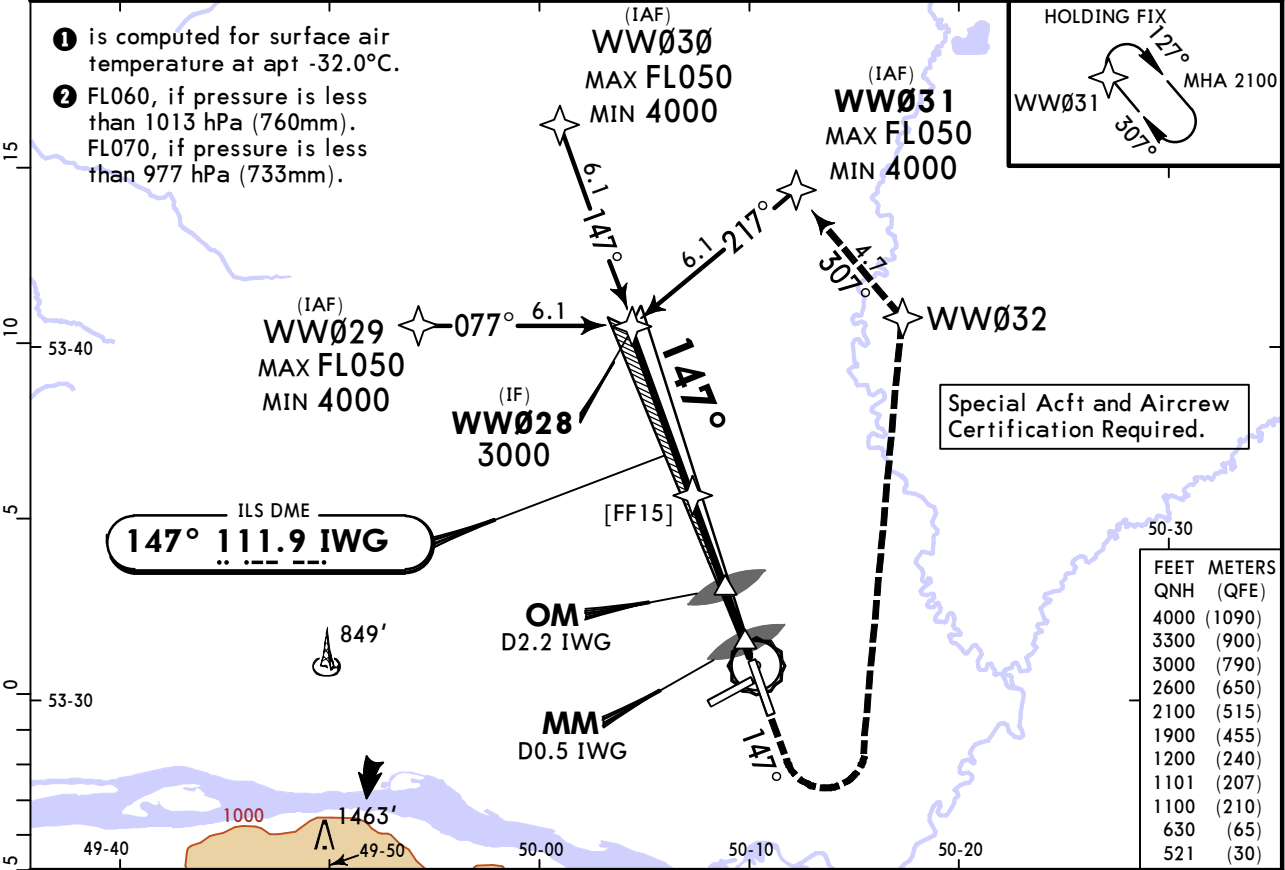 ❶ is computed for surface air
temperature at apt -32.0°C.
❷ FL060, if pressure is less
than 1013 hPa (760mm).
FL070, if pressure is less
than 977 hPa (733mm).
(IAF)
WWØ3Ø
MAX FL050
MIN 4000
(IAF)
WWØ31
MAX FL050
MIN 4000
HOLDING FIX
127°
MHA 2100
WWØ31
307°
15
6.1
147°
6.1 217°
4.7
307°
(IAF)
WWØ29
MAX FL050
MIN 4000
077° 6.1
WWØ32
10
53-40
147°
(IF)
WWØ28
3000
Special Acft and Aircrew
Certification Required.
[FF15]
ILS DME
147° 111.9 IWG
5
50-30
OM
D2.2 IWG
849'
MM
D0.5 IWG
0
53-30
147°
FEET METERS
QNH (QFE)
4000 (1090)
3300 (900)
3000 (790)
2600 (650)
2100 (515)
1900 (455)
1200 (240)
1101 (207)
1100 (210)
630 (65)
521 (30)
1000
1463'
5
49-40
49-50
50-00
50-10
50-20